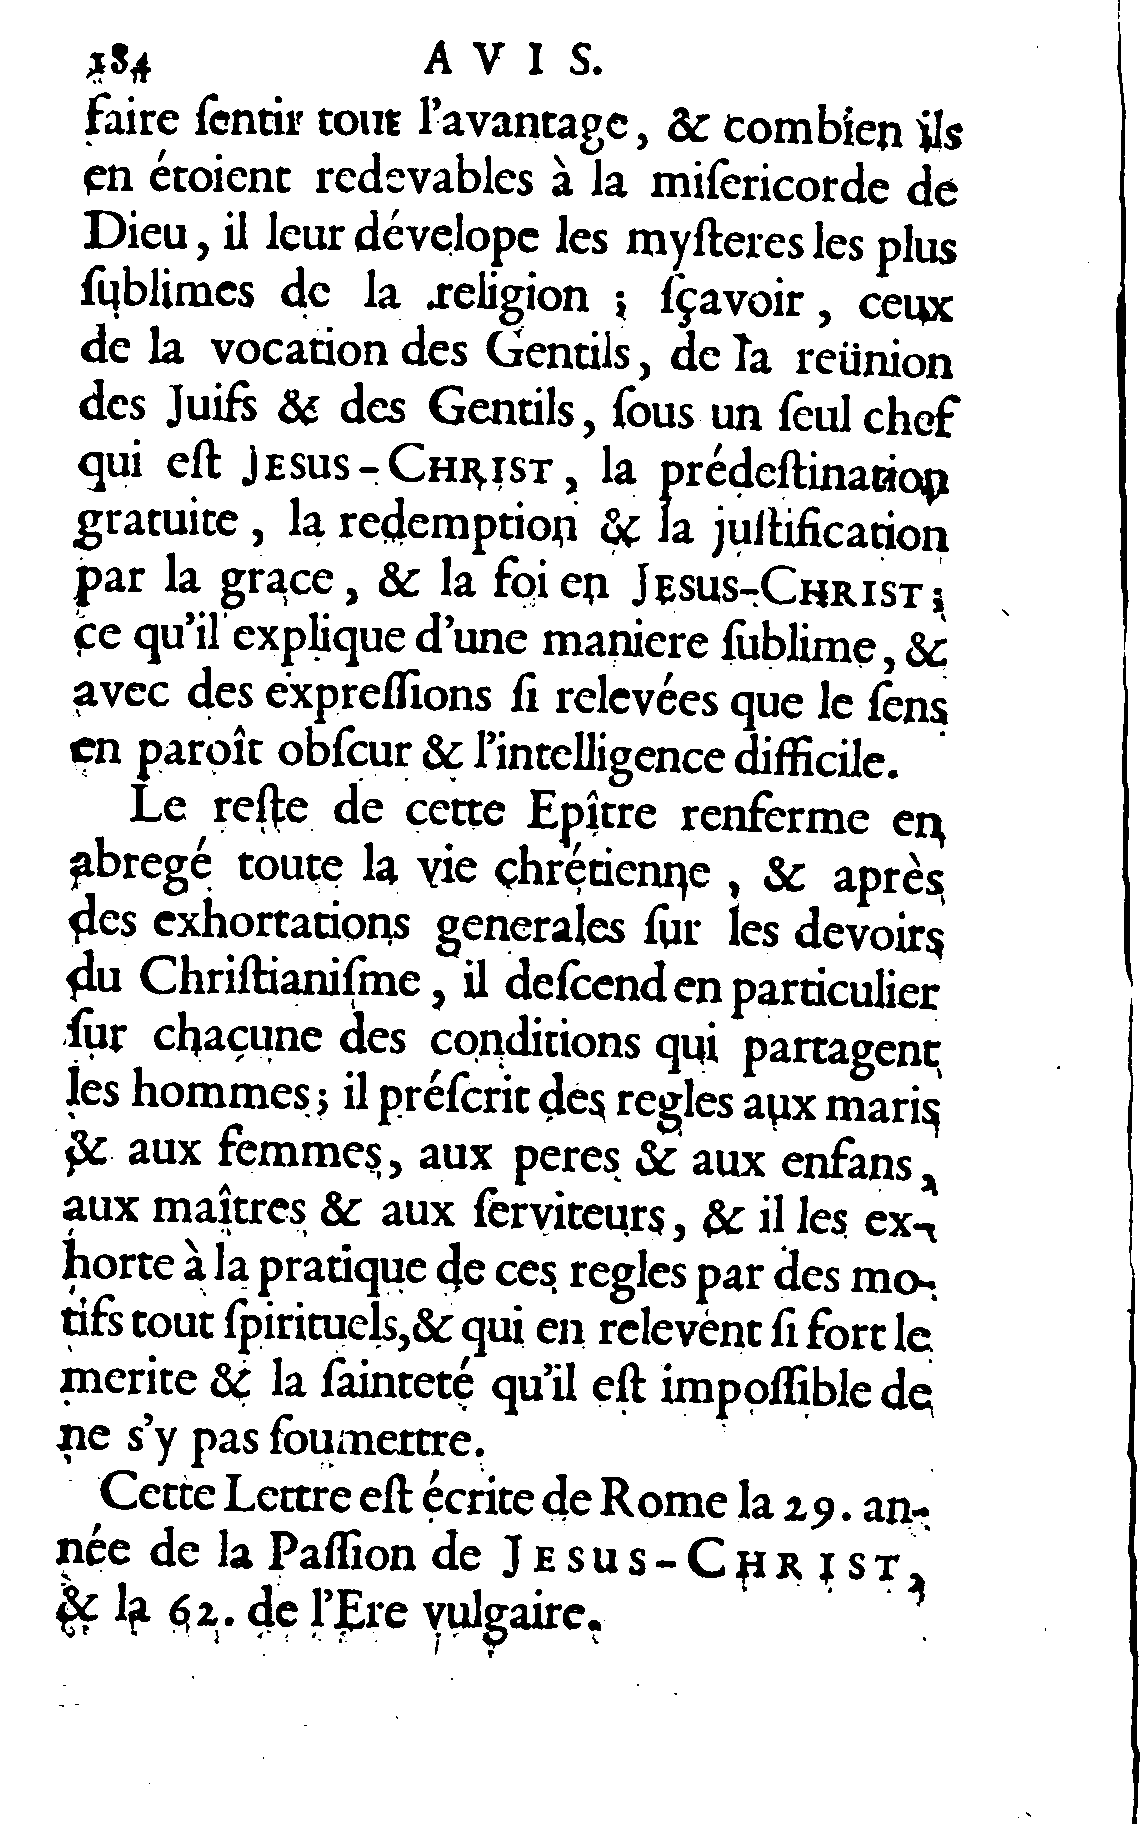 184 AVIS.
faire ſentir tout l'avantage, & combien ils
en étoient redevables à la miſericorde de
Dieu, il leur dévelope les myſteres les plus
ſublimes de la religion ; ſçavoir, ceux
de la vocation des Gentils, de la reünion
des Juifs & des Gentils, ſous un ſeul chef
qui eſt JESUS-CHRIST, la prédeſtination
gratuite, la redemption & la juſtification
par la grace, & la foi en JESUS-CHRIST;
ce qu'il explique d'une maniere ſublime, &
avec des expreſſions ſi relevées que le ſens
en paroît obſcur & l'intelligence difficile.
Le reſte de cette Epître renferme en
abregé toute la vie chrétienne, & après
des exhortations generales ſur les devoirs
du Chriſtianiſme, il deſcend en particulier
ſur chacune des conditions qui partagent
les hommes; il préſcrit des regles aux maris
& aux femmes, aux peres & aux enfans,
aux maîtres & aux ſerviteurs, & il les ex-
horte à la pratique de ces regles par des mo-
tifs tout ſpirituels, & qui en relevent ſi fort le
merite & la ſainteté qu'il eſt impoſſible de
ne s'y pas ſoumettre.
Cette Lettre eſt écrite de Rome la 29. an-
née de la Paſſion de JESUS-CHRIST,
& la 62. de l'Ere vulgaire.